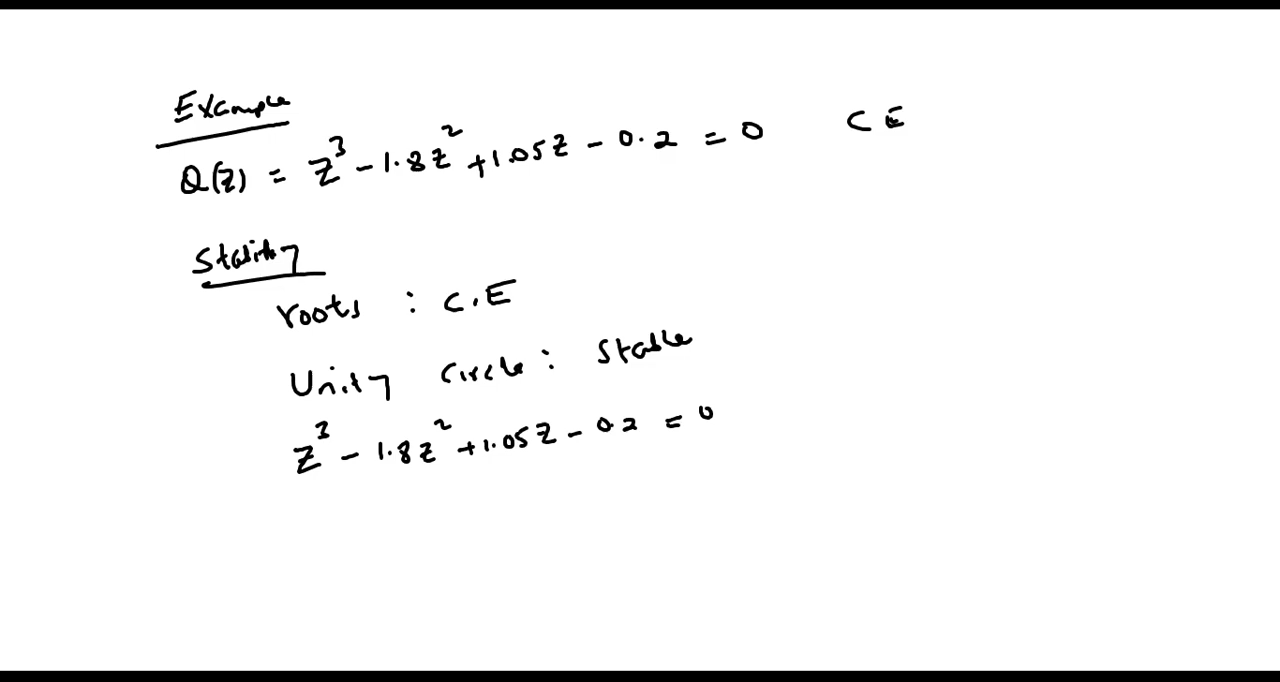 Example
Q(z) = z³ - 1.8z² + 1.05z - 0.2 = 0 CE
Stality
roots : C.E
Unity Circle : Stable
z³ - 1.8z² + 1.05z - 0.2 = 0